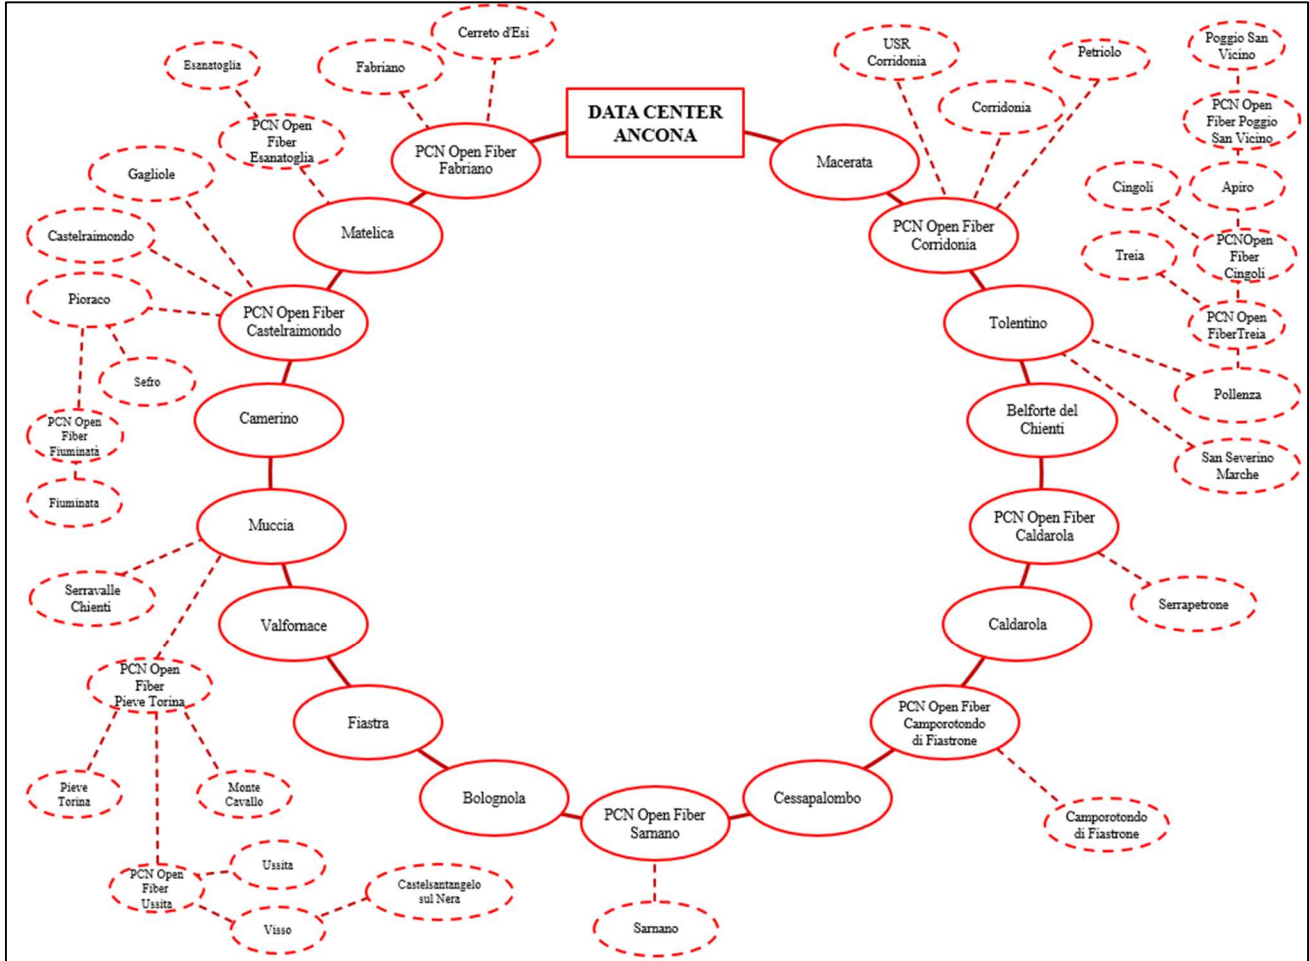 Cerreto d'Esi
Fabriano
Esanatoglia
PCN Open
Fiber
Esanatoglia
PCN Open Fiber
Fabriano
DATA CENTER
ANCONA
USR
Corridonia
Petriolo
Corridonia
Poggio San
Vicino
PCN Open
Fiber Poggio
San Vicino
Macerata
Gagliole
Matelica
PCN Open Fiber
Corridonia
Cingoli
Apiro
Castelraimondo
Treia
PCNOpen
Fiber
Cingoli
Pioraco
PCN Open Fiber
Castelraimondo
Tolentino
PCN Open
FiberTreia
Sefro
Camerino
Belforte del
Chienti
Pollenza
PCN Open
Fiber
Fiuminatà
San Severino
Marche
Fiuminata
Muccia
PCN Open Fiber
Caldarola
Serravalle
Chienti
Valfornace
Caldarola
Serrapetrone
PCN Open
Fiber
Pieve Torina
Fiastra
PCN Open Fiber
Camporotondo
di Fiastrone
Pieve
Torina
Monte
Cavallo
Bolognola
PCN Open Fiber
Sarnano
Cessapalombo
Camporotondo
di Fiastrone
PCN Open
Fiber
Ussita
Ussita
Visso
Castelsantangelo
sul Nera
Sarnano